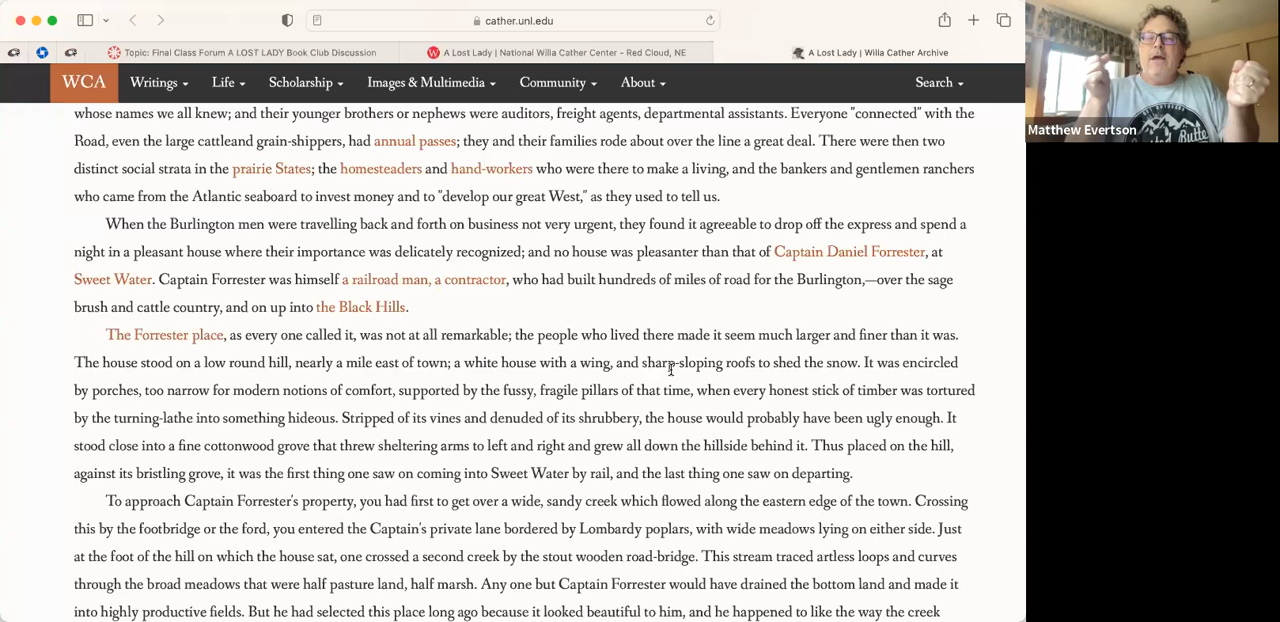 cather.unl.edu
Topic: Final Class Forum A LOST LADY Book Club Discussion
A Lost Lady | National Willa Cather Center - Red Cloud, NE
A Lost Lady | Willa Cather Archive
WCA Writings Life Scholarship Images & Multimedia Community About Search
whose names we all knew; and their younger brothers or nephews were auditors, freight agents, departmental assistants. Everyone "connected" with the
Road, even the large cattleand grain-shippers, had annual passes; they and their families rode about over the line a great deal. There were then two
distinct social strata in the prairie States; the homesteaders and hand-workers who were there to make a living, and the bankers and gentlemen ranchers
who came from the Atlantic seaboard to invest money and to "develop our great West," as they used to tell us.
When the Burlington men were travelling back and forth on business not very urgent, they found it agreeable to drop off the express and spend a
night in a pleasant house where their importance was delicately recognized; and no house was pleasanter than that of Captain Daniel Forrester, at
Sweet Water. Captain Forrester was himself a railroad man, a contractor, who had built hundreds of miles of road for the Burlington,—over the sage
brush and cattle country, and on up into the Black Hills.
The Forrester place, as every one called it, was not at all remarkable; the people who lived there made it seem much larger and finer than it was.
The house stood on a low round hill, nearly a mile east of town; a white house with a wing, and sharp-sloping roofs to shed the snow. It was encircled
by porches, too narrow for modern notions of comfort, supported by the fussy, fragile pillars of that time, when every honest stick of timber was tortured
by the turning-lathe into something hideous. Stripped of its vines and denuded of its shrubbery, the house would probably have been ugly enough. It
stood close into a fine cottonwood grove that threw sheltering arms to left and right and grew all down the hillside behind it. Thus placed on the hill,
against its bristling grove, it was the first thing one saw on coming into Sweet Water by rail, and the last thing one saw on departing.
To approach Captain Forrester's property, you had first to get over a wide, sandy creek which flowed along the eastern edge of the town. Crossing
this by the footbridge or the ford, you entered the Captain's private lane bordered by Lombardy poplars, with wide meadows lying on either side. Just
at the foot of the hill on which the house sat, one crossed a second creek by the stout wooden road-bridge. This stream traced artless loops and curves
through the broad meadows that were half pasture land, half marsh. Any one but Captain Forrester would have drained the bottom land and made it
into highly productive fields. But he had selected this place long ago because it looked beautiful to him, and he happened to like the way the creek
Matthew Evertson